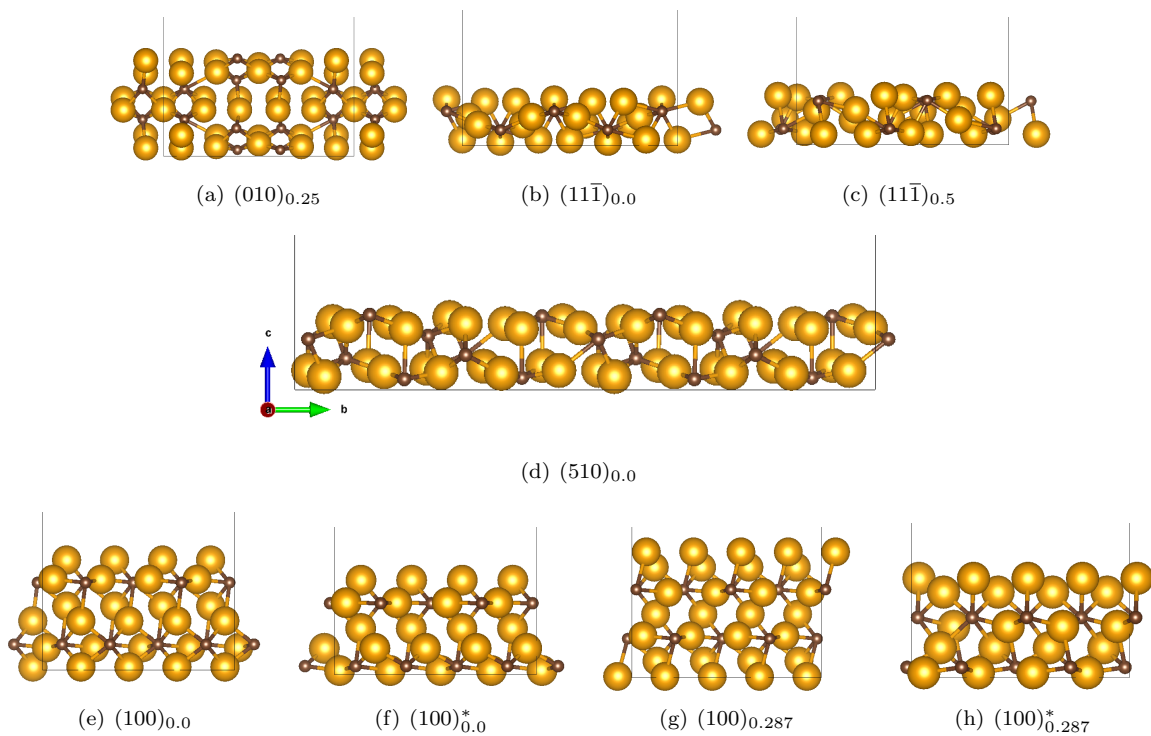 (a) (010)₀.₂₅
(b) (111̅)₀.₀
(c) (111̅)₀.₅
c
a
b
(d) (510)₀.₀
(e) (100)₀.₀
(f) (100)*₀.₀
(g) (100)₀.₂₈₇
(h) (100)*₀.₂₈₇